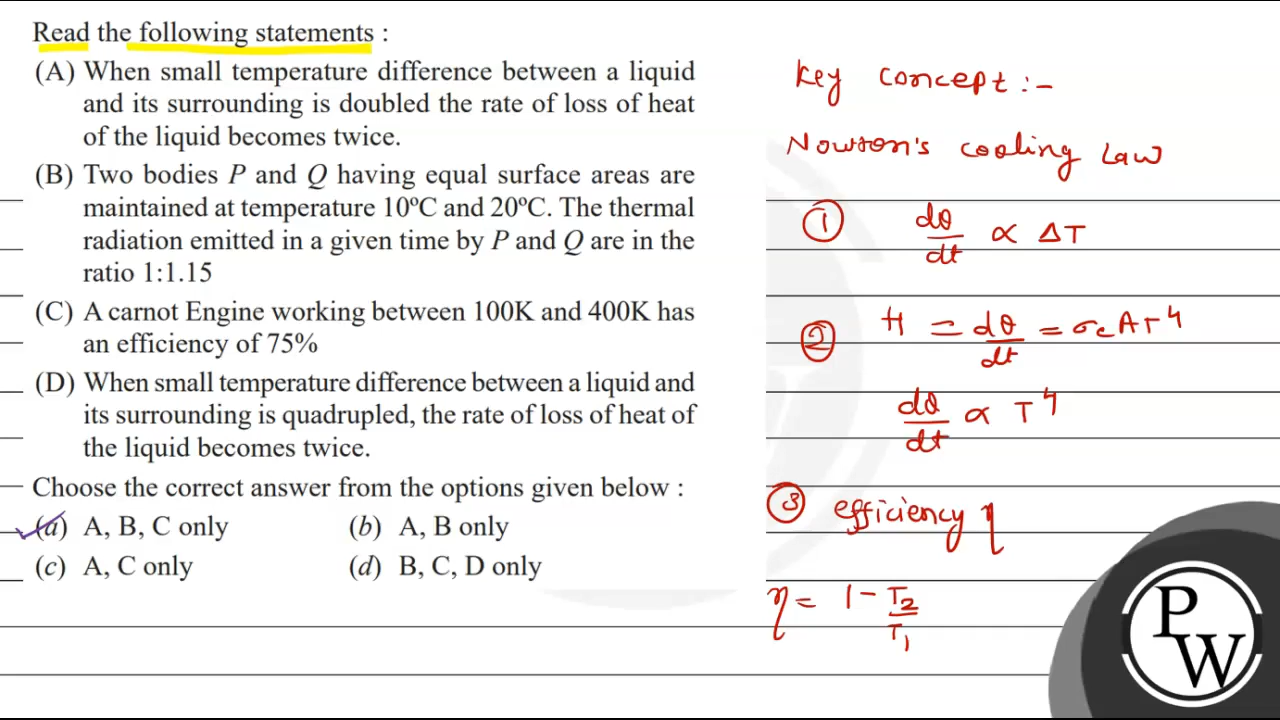 Read the following statements :
(A) When small temperature difference between a liquid
and its surrounding is doubled the rate of loss of heat
of the liquid becomes twice.
(B) Two bodies P and Q having equal surface areas are
maintained at temperature 10ºC and 20ºC. The thermal
radiation emitted in a given time by P and Q are in the
ratio 1:1.15
(C) A carnot Engine working between 100K and 400K has
an efficiency of 75%
(D) When small temperature difference between a liquid and
its surrounding is quadrupled, the rate of loss of heat of
the liquid becomes twice.
Choose the correct answer from the options given below :
(a) A, B, C only (b) A, B only
(c) A, C only (d) B, C, D only
Key concept :-
Nowton's cooling Law
① dθ/dt ∝ ΔT
② H = dθ/dt = σeAT⁴
dθ/dt ∝ T⁴
③ efficiency η
η = 1 - T₂/T₁
P
W